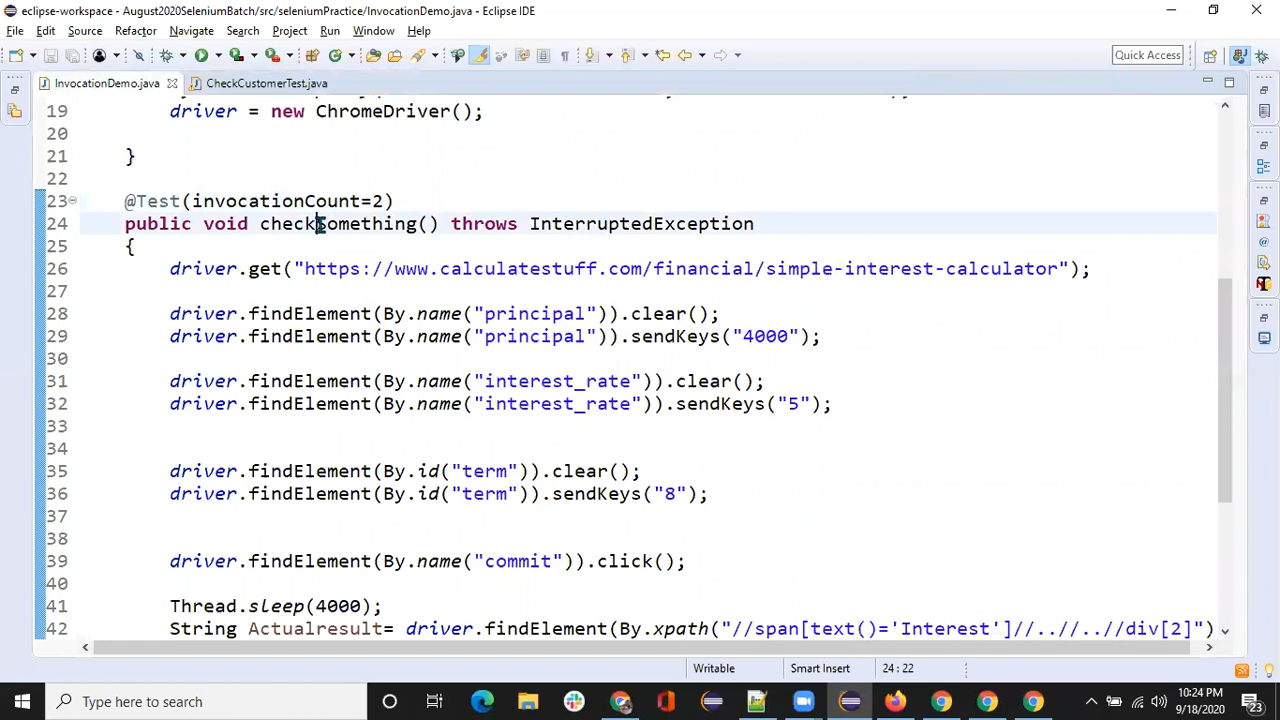 eclipse-workspace - August2020SeleniumBatch/src/seleniumPractice/InvocationDemo.java - Eclipse IDE
File Edit Source Refactor Navigate Search Project Run Window Help
Quick Access
InvocationDemo.java CheckCustomerTest.java
19 driver = new ChromeDriver();
20
21 }
22
23 @Test(invocationCount=2)
24 public void checkSomething() throws InterruptedException
25 {
26 driver.get("https://www.calculatestuff.com/financial/simple-interest-calculator");
27
28 driver.findElement(By.name("principal")).clear();
29 driver.findElement(By.name("principal")).sendKeys("4000");
30
31 driver.findElement(By.name("interest_rate")).clear();
32 driver.findElement(By.name("interest_rate")).sendKeys("5");
33
34
35 driver.findElement(By.id("term")).clear();
36 driver.findElement(By.id("term")).sendKeys("8");
37
38
39 driver.findElement(By.name("commit")).click();
40
41 Thread.sleep(4000);
42 String Actualresult= driver.findElement(By.xpath("//span[text()='Interest']//..//..//div[2]")
Writable Smart Insert 24 : 22
Type here to search
10:24 PM
9/18/2020
23